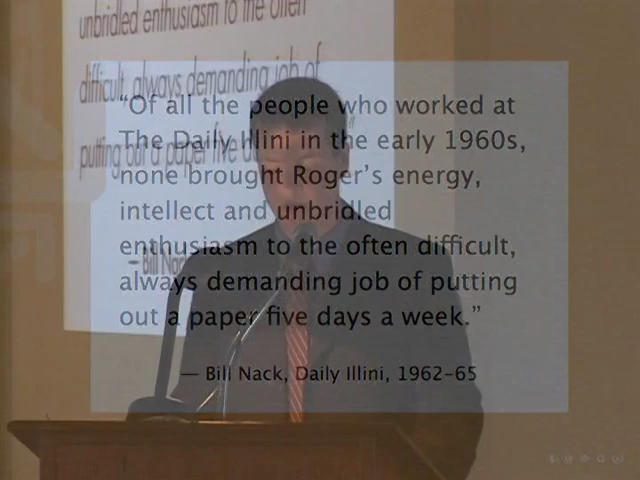 unbridled enthusiasm to the often
difficult, always demanding job of
putting out a paper five da
— Bill Nac
“Of all the people who worked at
The Daily Illini in the early 1960s,
none brought Roger’s energy,
intellect and unbridled
enthusiasm to the often difficult,
always demanding job of putting
out a paper five days a week.”
— Bill Nack, Daily Illini, 1962–65